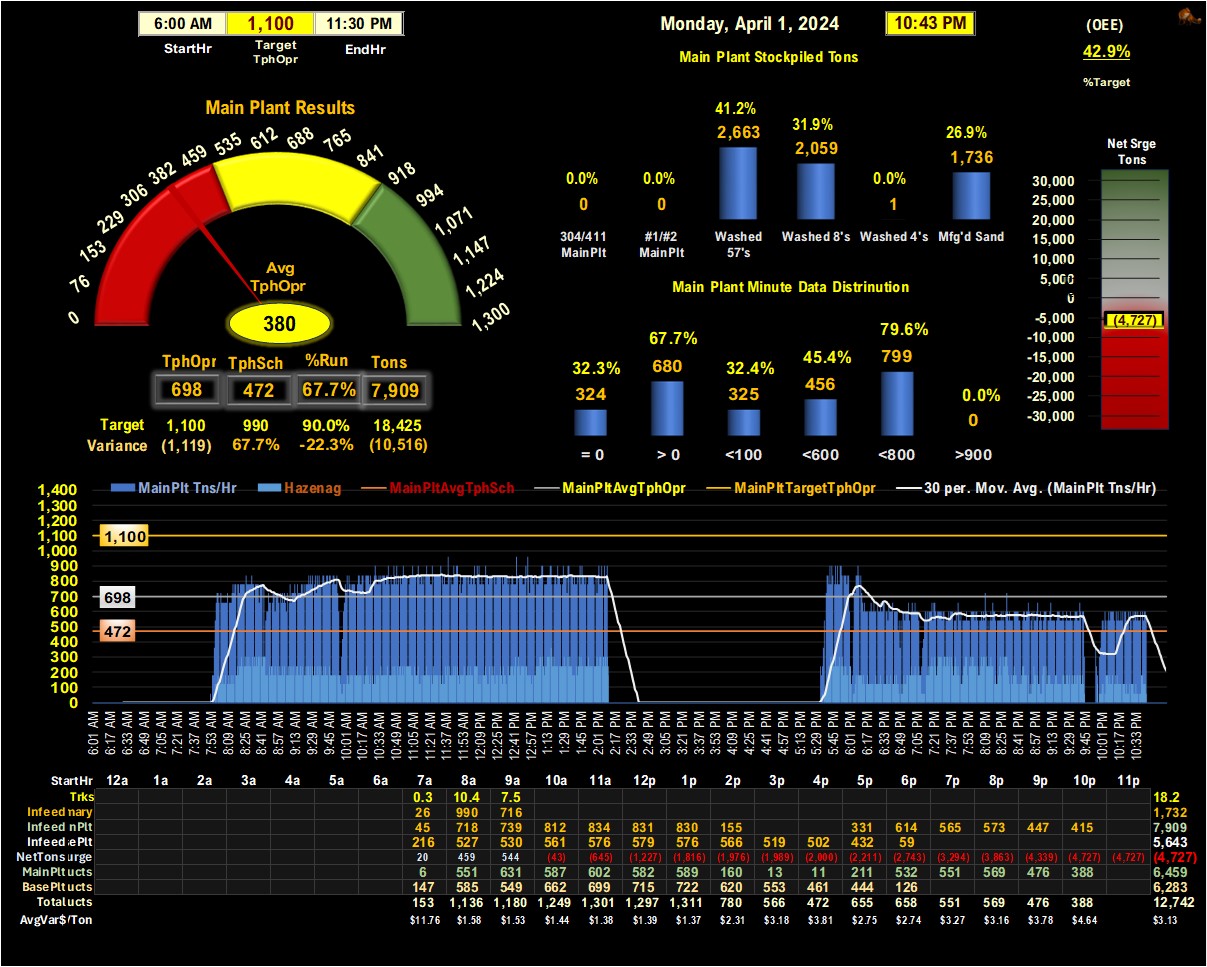 6:00 AM 1,100 11:30 PM
StartHr Target TphOpr EndHr
Monday, April 1, 2024
10:43 PM
(OEE)
42.9%
%Target
Main Plant Stockpiled Tons
41.2% 31.9% 26.9%
2,663 2,059 1,736
0.0% 0.0% 0.0%
0 0 1
304/411 MainPlt #1/#2 MainPlt Washed 57's Washed 8's Washed 4's Mfg'd Sand
Main Plant Results
0 76 153 229 306 382 459 535 612 688 765 841 918 994 1,071 1,147 1,224 1,300
Avg
TphOpr
380
TphOpr TphSch %Run Tons
698 472 67.7% 7,909
Target 1,100 990 90.0% 18,425
Variance (1,119) 67.7% -22.3% (10,516)
Main Plant Minute Data Distrinution
32.3% 67.7% 32.4% 45.4% 79.6% 0.0%
324 680 325 456 799 0
= 0 > 0 <100 <600 <800 >900
Net Srge
Tons
30,000
25,000
20,000
15,000
10,000
5,000
0
-5,000
(4,727)
-10,000
-15,000
-20,000
-25,000
-30,000
MainPlt Tns/Hr Hazenag MainPltAvgTphSch MainPltAvgTphOpr MainPltTargetTphOpr 30 per. Mov. Avg. (MainPlt Tns/Hr)
1,400
1,300
1,200
1,100 1,100
1,000
900
800
700 698
600
500 472
400
300
200
100
0
6:01 AM 6:17 AM 6:33 AM 6:49 AM 7:05 AM 7:21 AM 7:37 AM 7:53 AM 8:09 AM 8:25 AM 8:41 AM 8:57 AM 9:13 AM 9:29 AM 9:45 AM 10:01 AM 10:17 AM 10:33 AM 10:49 AM 11:05 AM 11:21 AM 11:37 AM 11:53 AM 12:09 PM 12:25 PM 12:41 PM 12:57 PM 1:13 PM 1:29 PM 1:45 PM 2:01 PM 2:17 PM 2:33 PM 2:49 PM 3:05 PM 3:21 PM 3:37 PM 3:53 PM 4:09 PM 4:25 PM 4:41 PM 4:57 PM 5:13 PM 5:29 PM 5:45 PM 6:01 PM 6:17 PM 6:33 PM 6:49 PM 7:05 PM 7:21 PM 7:37 PM 7:53 PM 8:09 PM 8:25 PM 8:41 PM 8:57 PM 9:13 PM 9:29 PM 9:45 PM 10:01 PM 10:17 PM 10:33 PM
StartHr 12a 1a 2a 3a 4a 5a 6a 7a 8a 9a 10a 11a 12p 1p 2p 3p 4p 5p 6p 7p 8p 9p 10p 11p
Trks 0.3 10.4 7.5 18.2
Infeed mary 26 990 716 1,732
Infeed nPlt 45 718 739 812 834 831 830 155 331 614 565 573 447 415 7,909
Infeed ePlt 216 527 530 561 576 579 576 566 519 502 432 59 5,643
NetTons urge 20 459 544 (43) (645) (1,227) (1,816) (1,976) (1,989) (2,000) (2,211) (2,743) (3,294) (3,863) (4,339) (4,727) (4,727) (4,727)
MainPlt ucts 6 551 631 587 602 582 589 160 13 11 211 532 551 569 476 388 6,459
BasePlt ucts 147 585 549 662 699 715 722 620 553 461 444 126 6,283
Total ucts 153 1,136 1,180 1,249 1,301 1,297 1,311 780 566 472 655 658 551 569 476 388 12,742
AvgVar$/Ton $11.76 $1.58 $1.53 $1.44 $1.38 $1.39 $1.37 $2.31 $3.18 $3.81 $2.75 $2.74 $3.27 $3.16 $3.78 $4.64 $3.13